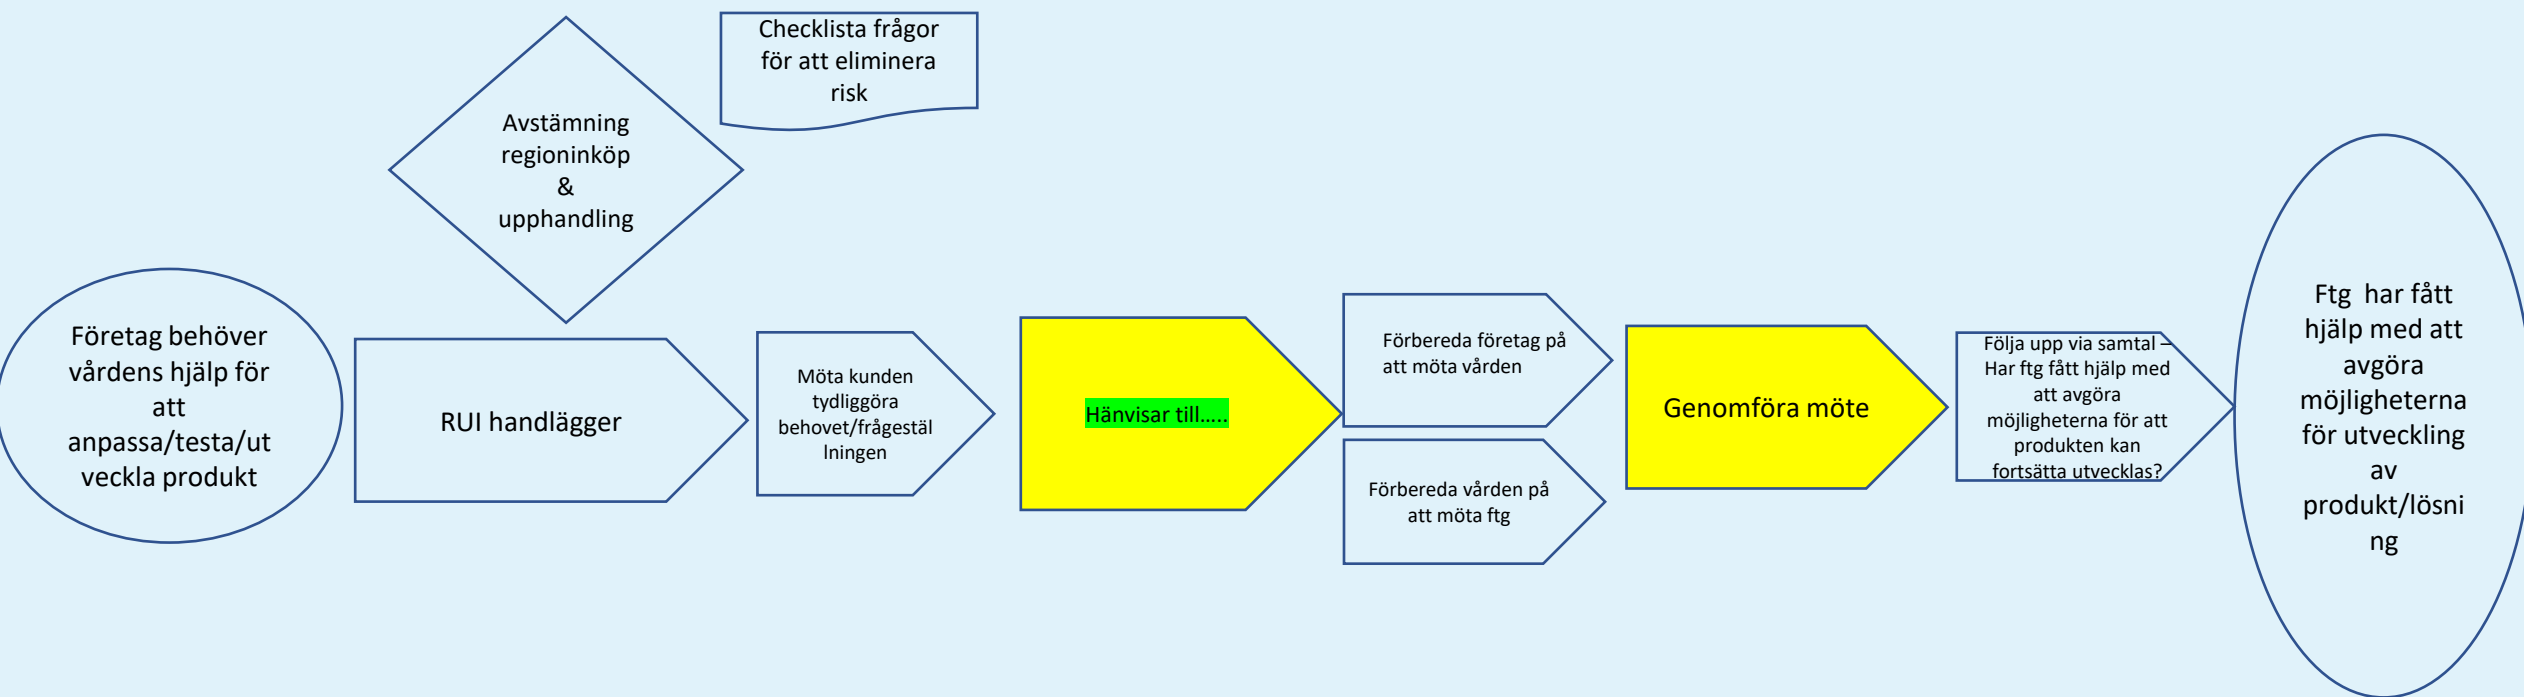 Checklista frågor
för att eliminera
risk
Avstämning
regioninköp
&
upphandling
Företag behöver
vårdens hjälp för
att
anpassa/testa/ut
veckla produkt
RUI handlägger
Möta kunden
tydliggöra
behovet/frågestäl
lningen
Hänvisar till…..
Förbereda företag på
att möta vården
Förbereda vården på
att möta ftg
Genomföra möte
Följa upp via samtal –
Har ftg fått hjälp med
att avgöra
möjligheterna för att
produkten kan
fortsätta utvecklas?
Ftg  har fått
hjälp med att
avgöra
möjligheterna
för utveckling
av
produkt/lösni
ng